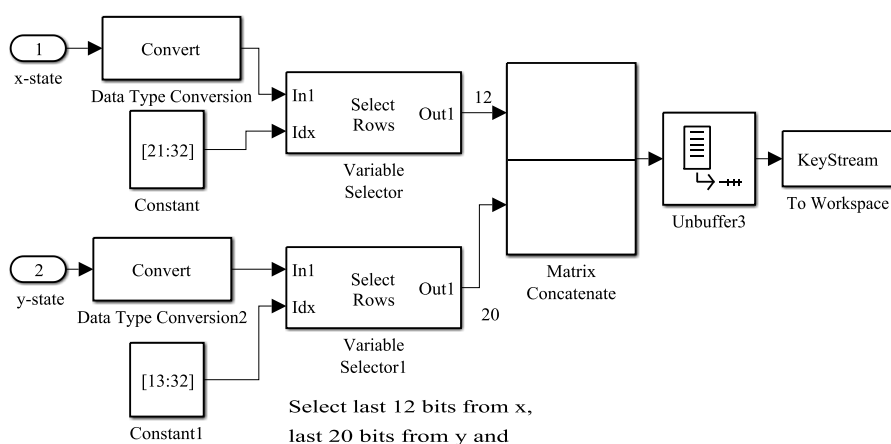 1
x-state
Convert
Data Type Conversion
[21:32]
Constant
In1
Idx
Select
Rows
Out1
Variable
Selector
12
2
y-state
Convert
Data Type Conversion2
[13:32]
Constant1
In1
Idx
Select
Rows
Out1
Variable
Selector1
20
Matrix
Concatenate
Unbuffer3
KeyStream
To Workspace
Select last 12 bits from x,
last 20 bits from y and